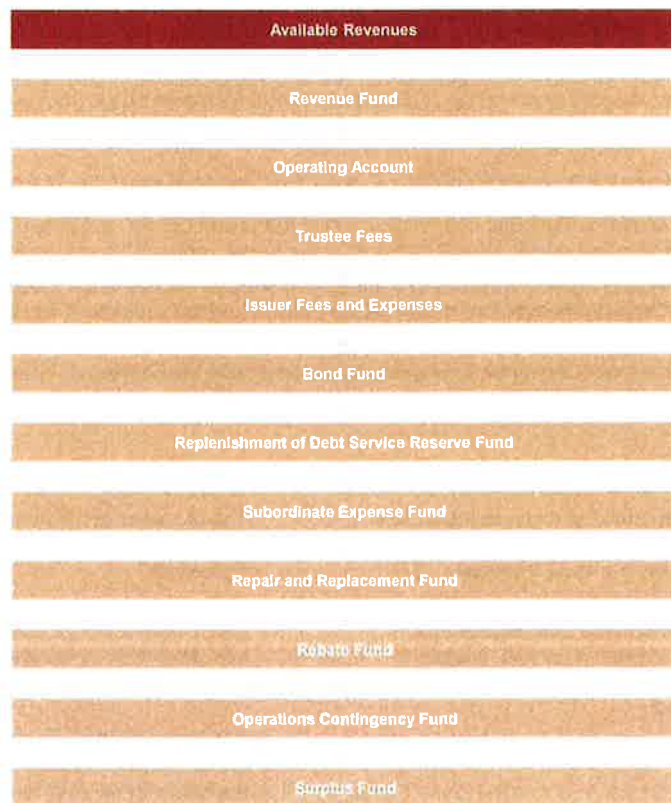 Available Revenues
Revenue Fund
Operating Account
Trustee Fees
Issuer Fees and Expenses
Bond Fund
Replenishment of Debt Service Reserve Fund
Subordinate Expense Fund
Repair and Replacement Fund
Rebate Fund
Operations Contingency Fund
Surplus Fund